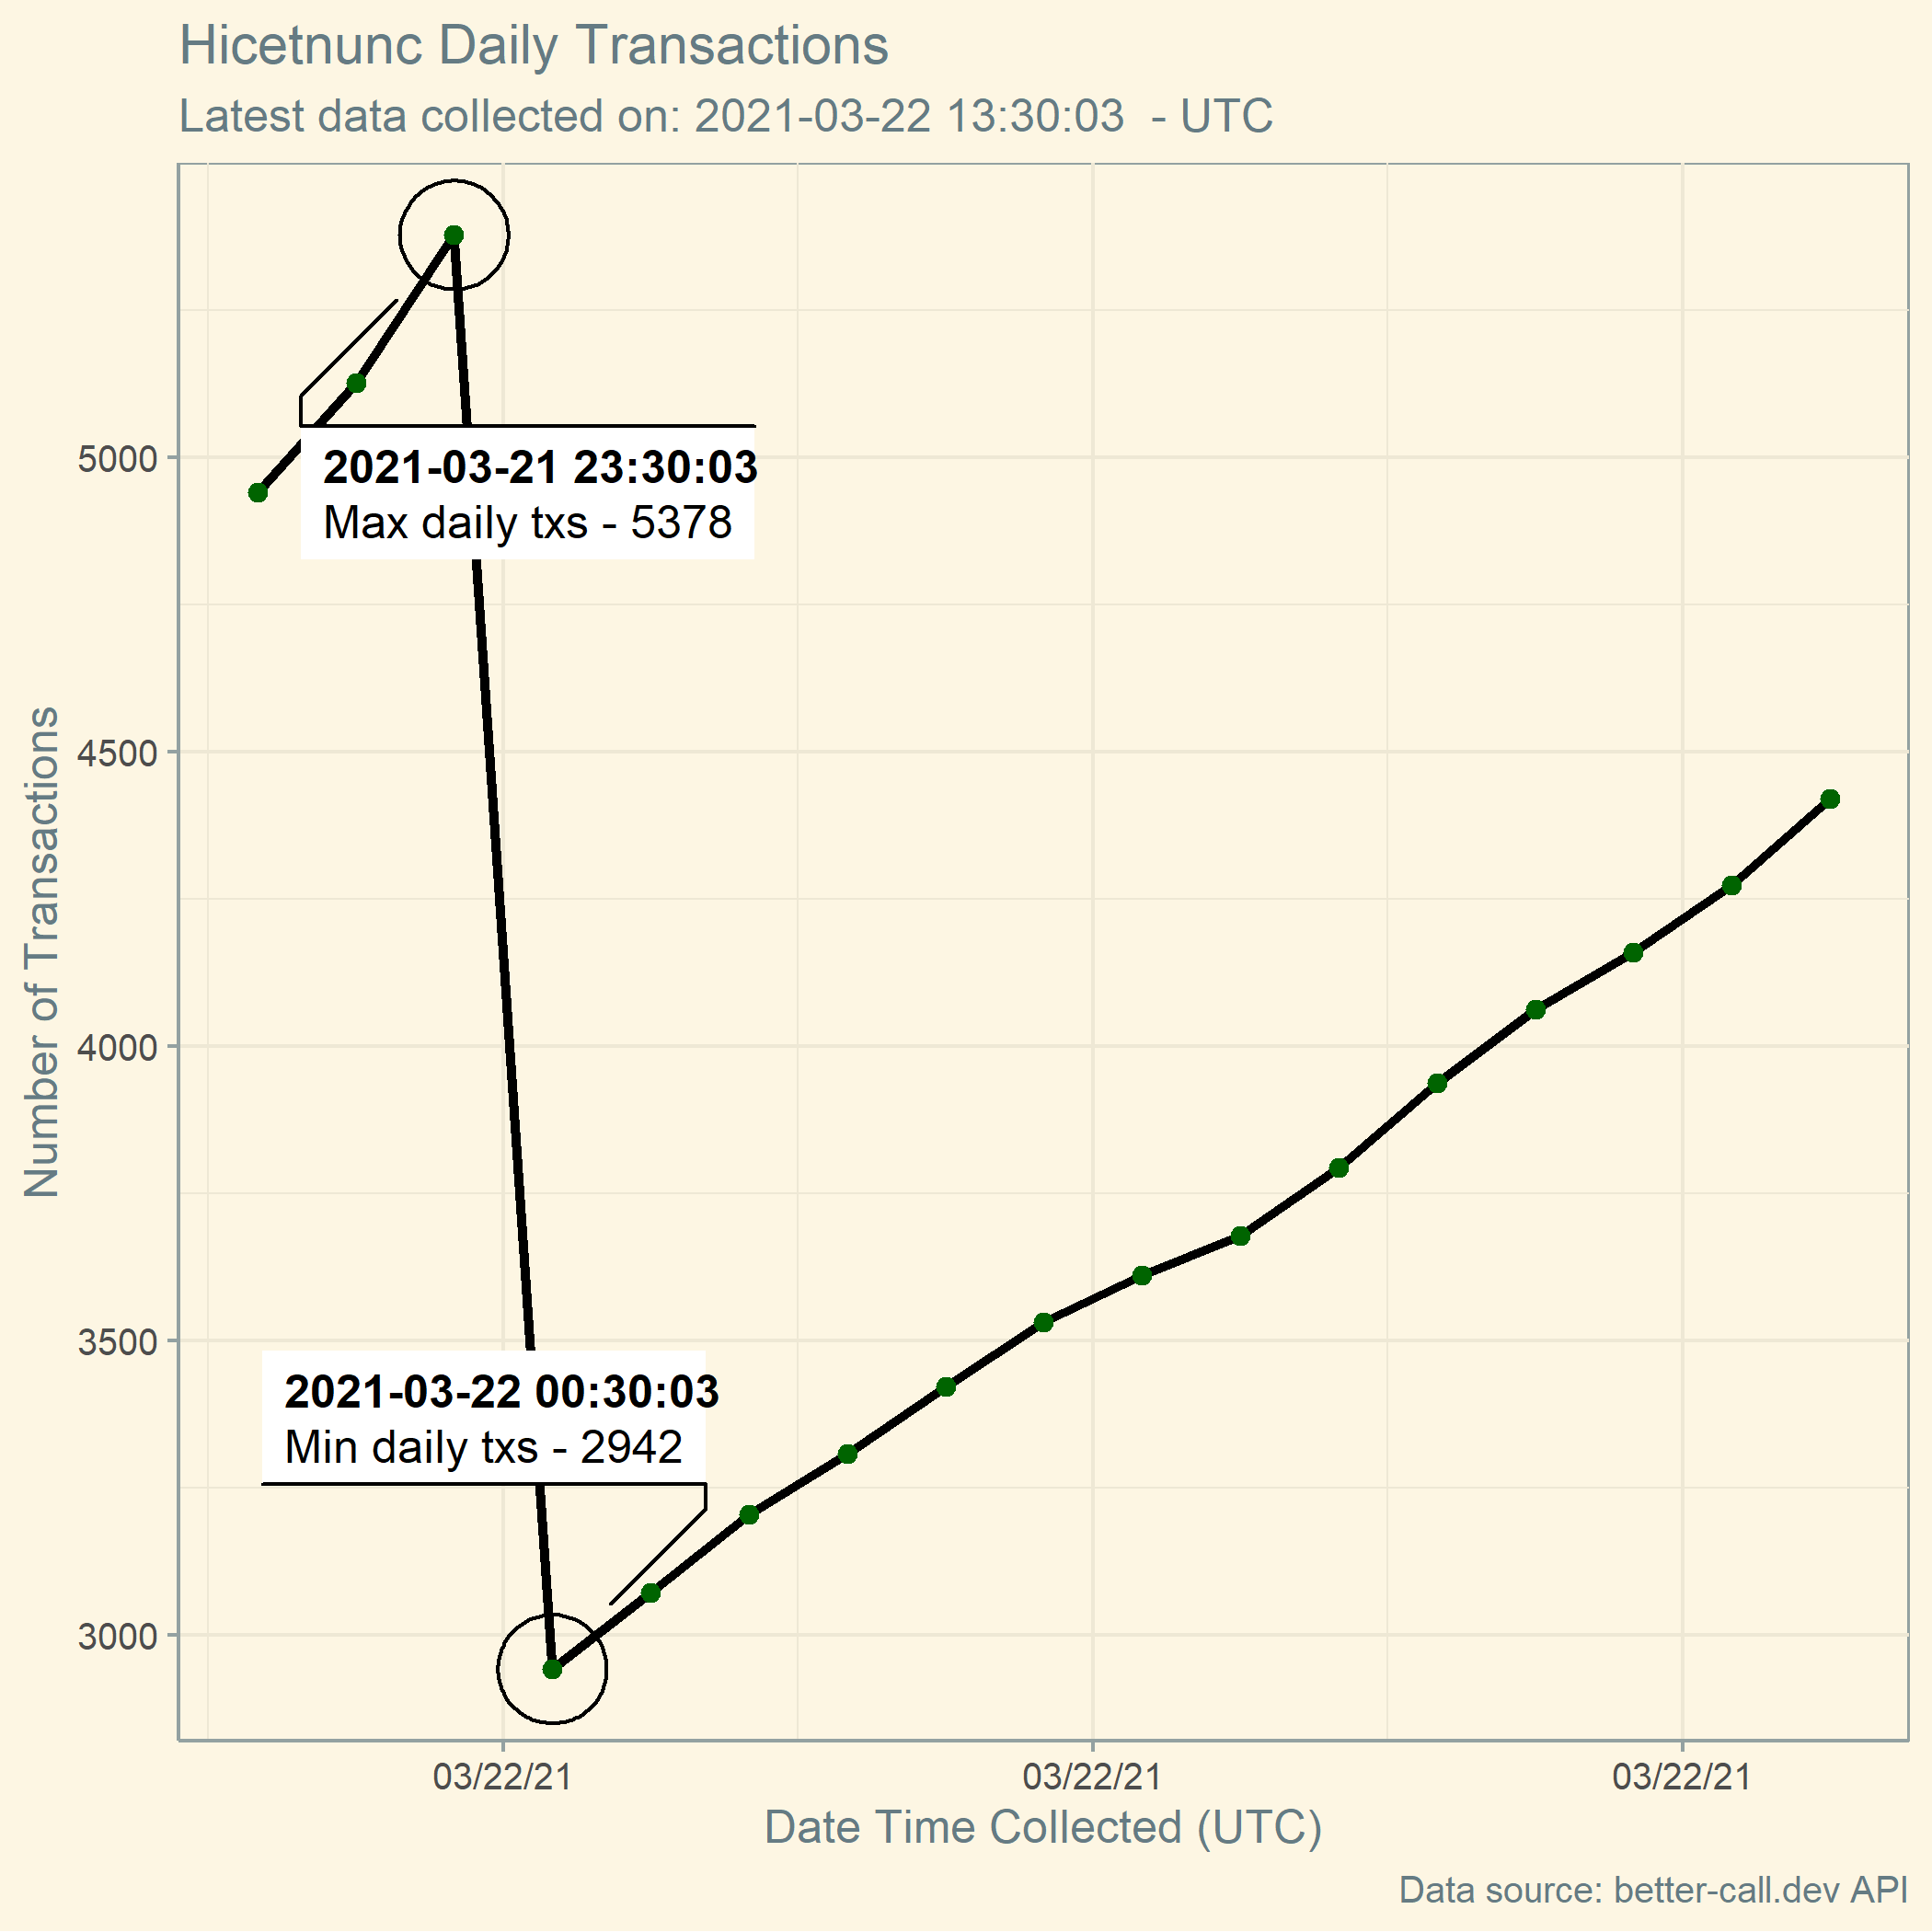 Hicetnunc Daily Transactions
Latest data collected on: 2021-03-22 13:30:03  - UTC
Number of Transactions
5000
4500
4000
3500
3000
2021-03-21 23:30:03
Max daily txs - 5378
2021-03-22 00:30:03
Min daily txs - 2942
03/22/21
03/22/21
03/22/21
Date Time Collected (UTC)
Data source: better-call.dev API